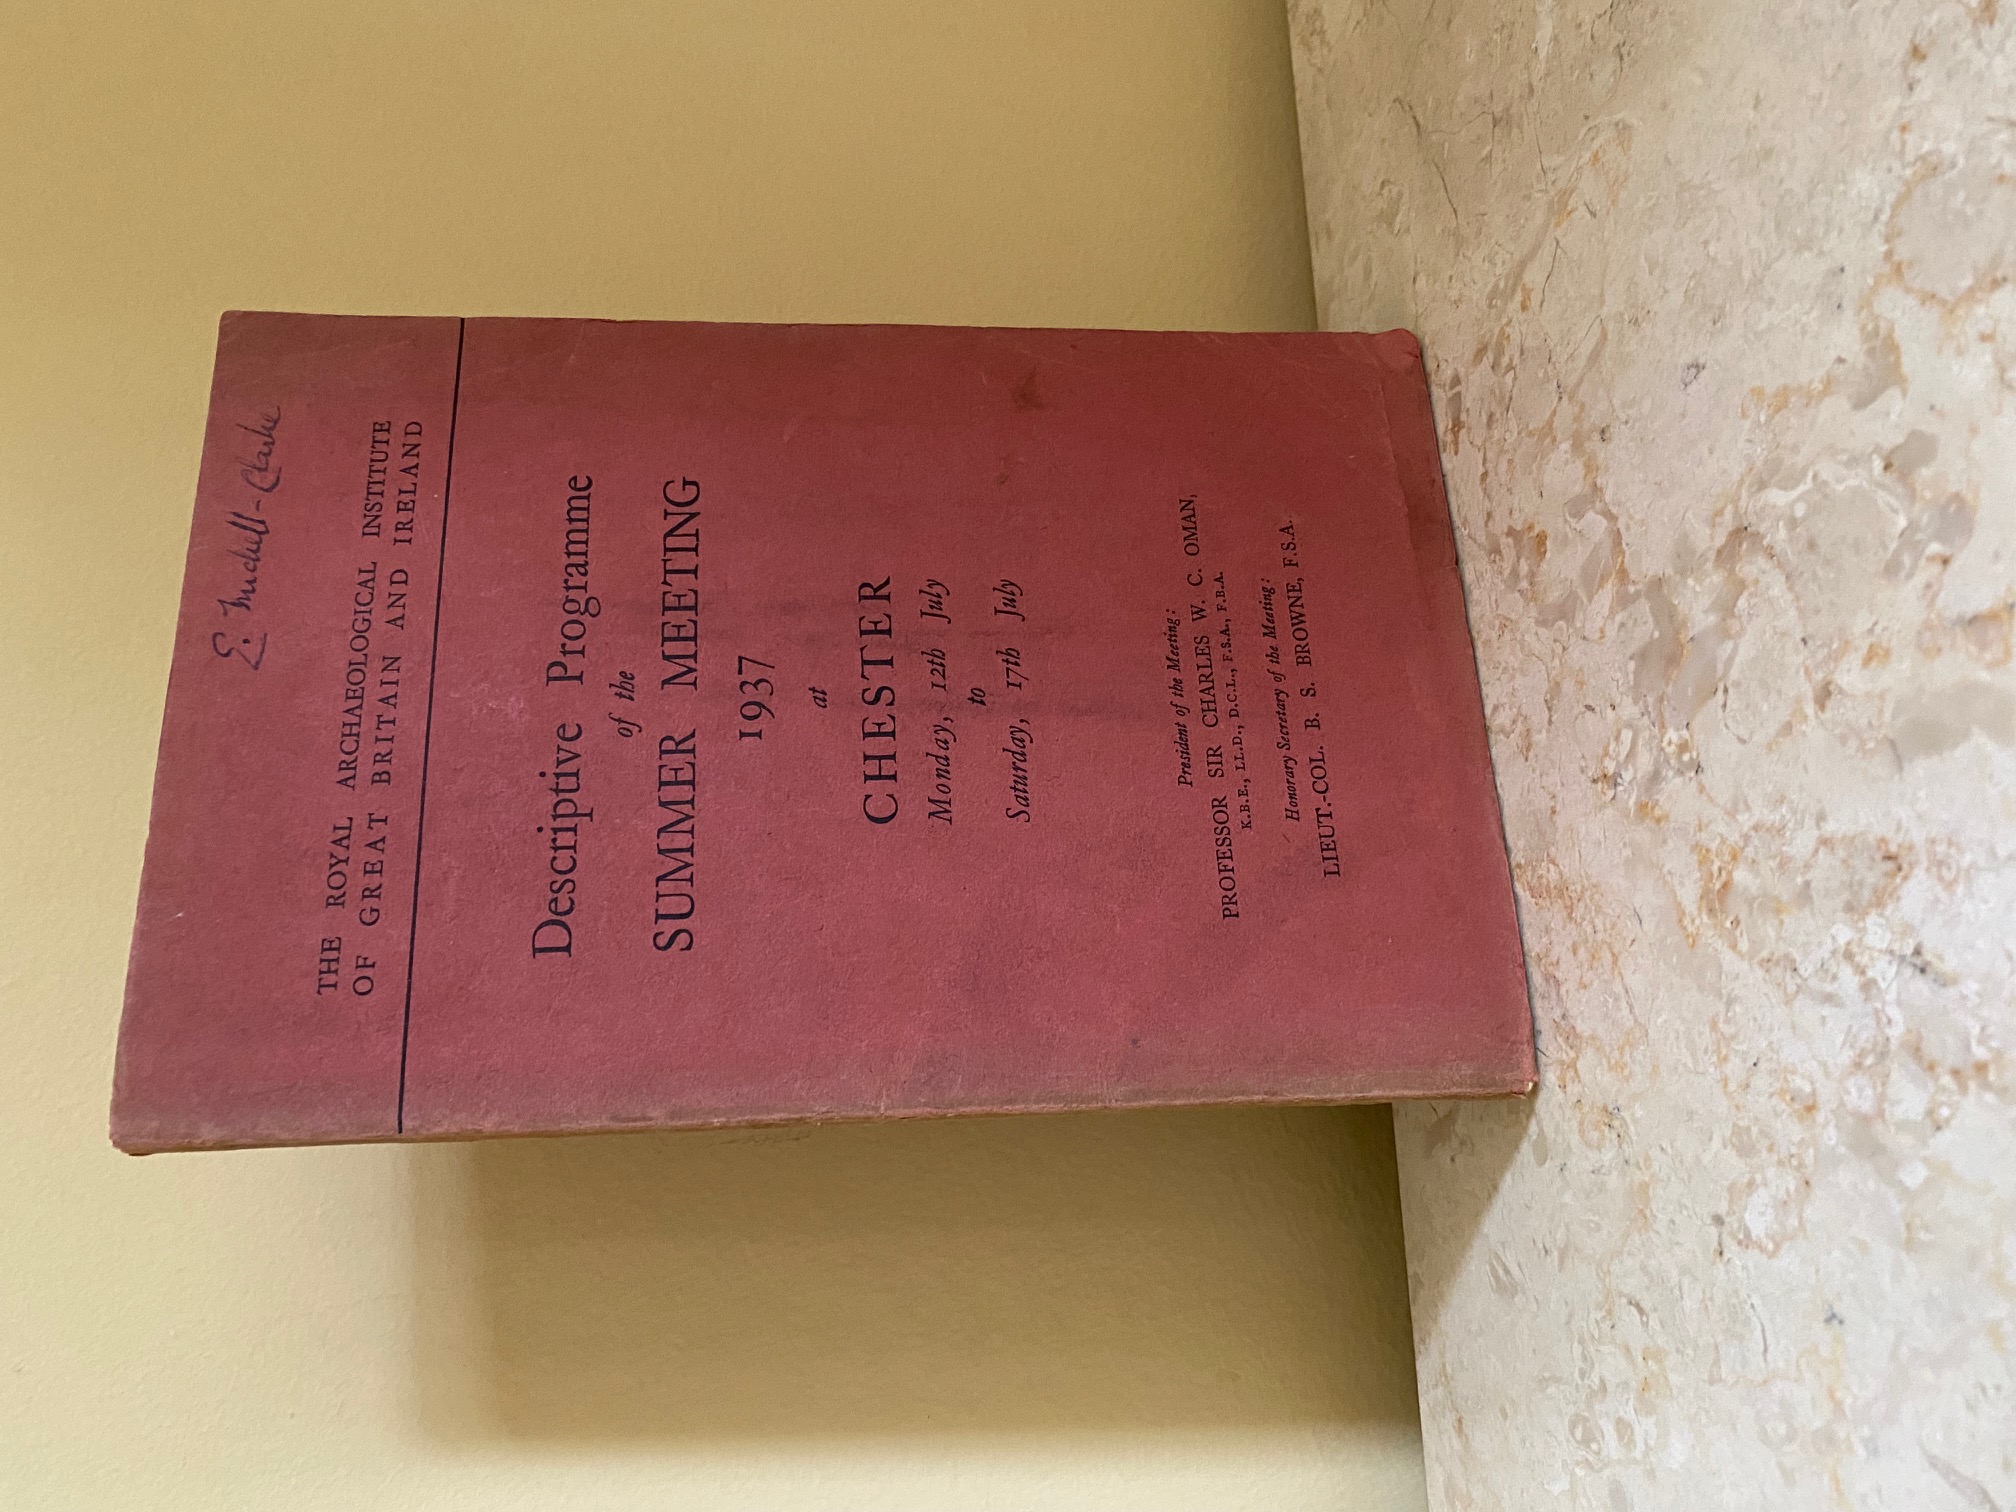 E. Mitchell-Clarke
THE ROYAL ARCHAEOLOGICAL INSTITUTE
OF GREAT BRITAIN AND IRELAND
Descriptive Programme
of the
SUMMER MEETING
1937
at
CHESTER
Monday, 12th July
to
Saturday, 17th July
President of the Meeting:
PROFESSOR SIR CHARLES W. C. OMAN,
K.B.E., LL.D., D.C.L., F.S.A., F.B.A.
Honorary Secretary of the Meeting:
LIEUT.-COL. B. S. BROWNE, F.S.A.